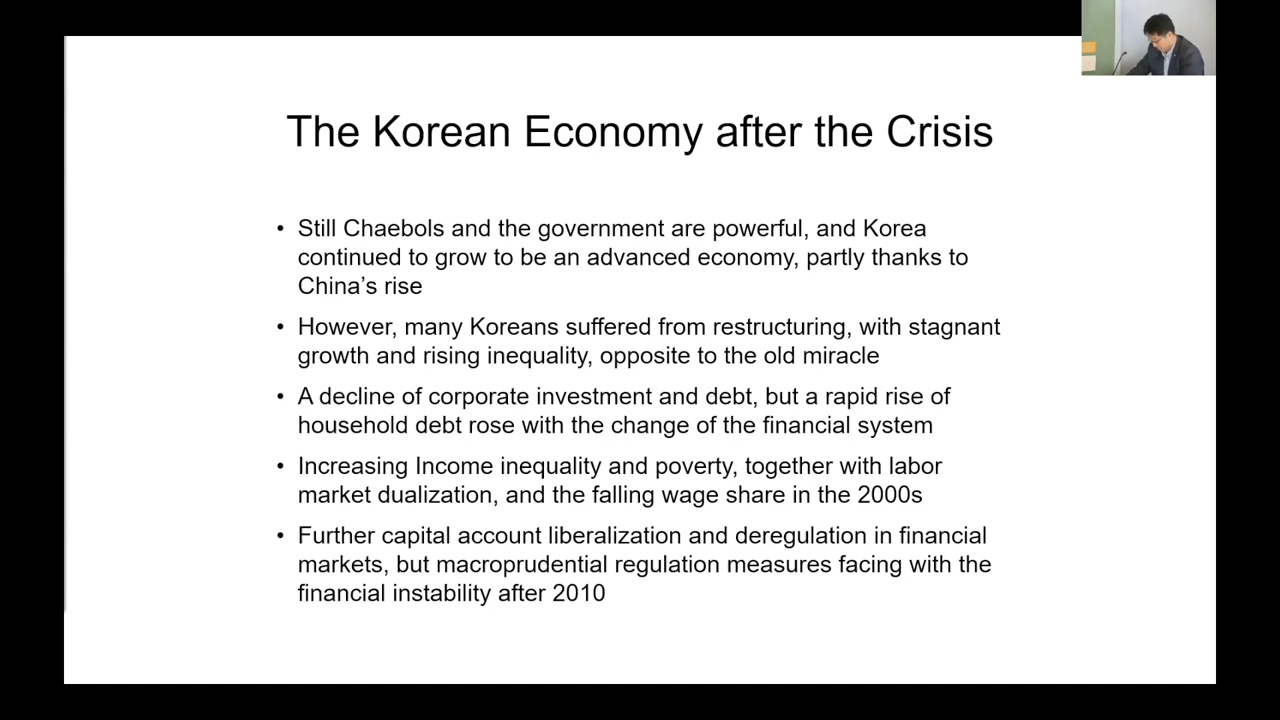 The Korean Economy after the Crisis
• Still Chaebols and the government are powerful, and Korea
continued to grow to be an advanced economy, partly thanks to
China’s rise
• However, many Koreans suffered from restructuring, with stagnant
growth and rising inequality, opposite to the old miracle
• A decline of corporate investment and debt, but a rapid rise of
household debt rose with the change of the financial system
• Increasing Income inequality and poverty, together with labor
market dualization, and the falling wage share in the 2000s
• Further capital account liberalization and deregulation in financial
markets, but macroprudential regulation measures facing with the
financial instability after 2010